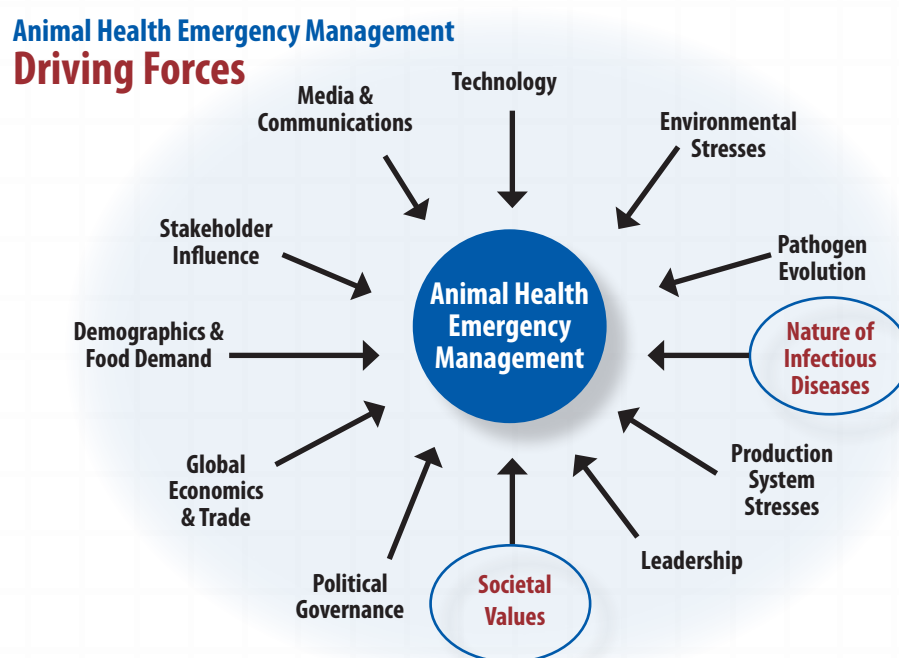 Animal Health Emergency Management
Driving Forces
Technology
Media &
Communications
Environmental
Stresses
Stakeholder
Influence
Pathogen
Evolution
Animal Health
Emergency
Management
Demographics &
Food Demand
Nature of
Infectious
Diseases
Global
Economics
& Trade
Production
System
Stresses
Leadership
Political
Governance
Societal
Values